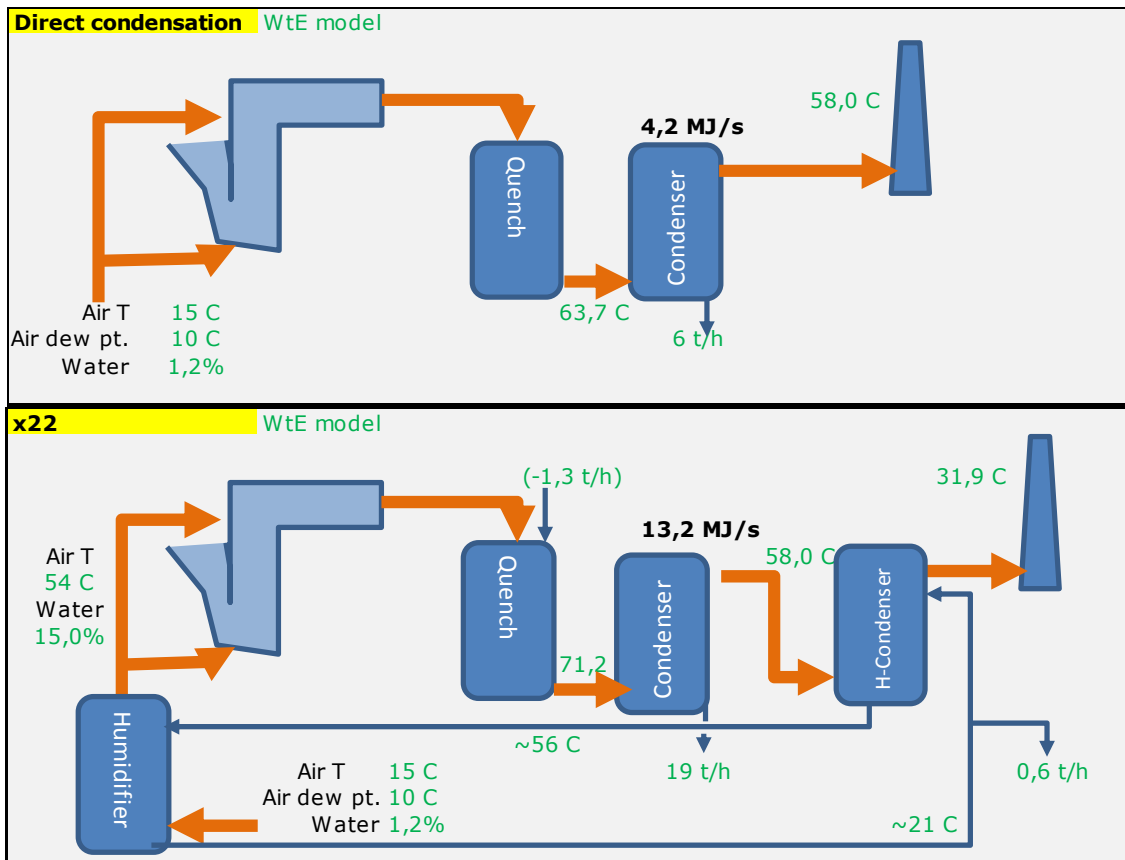 Direct condensation WtE model
58,0 C
4,2 MJ/s
Quench
Condenser
63,7 C
Air T 15 C
Air dew pt. 10 C
6 t/h
Water 1,2%
x22 WtE model
(-1,3 t/h)
31,9 C
13,2 MJ/s
58,0 C
Air T
54 C
Water
15,0%
Quench
Condenser
H-Condenser
71,2
Humidifier
~56 C
Air T 15 C
19 t/h
0,6 t/h
Air dew pt. 10 C
Water 1,2%
~21 C